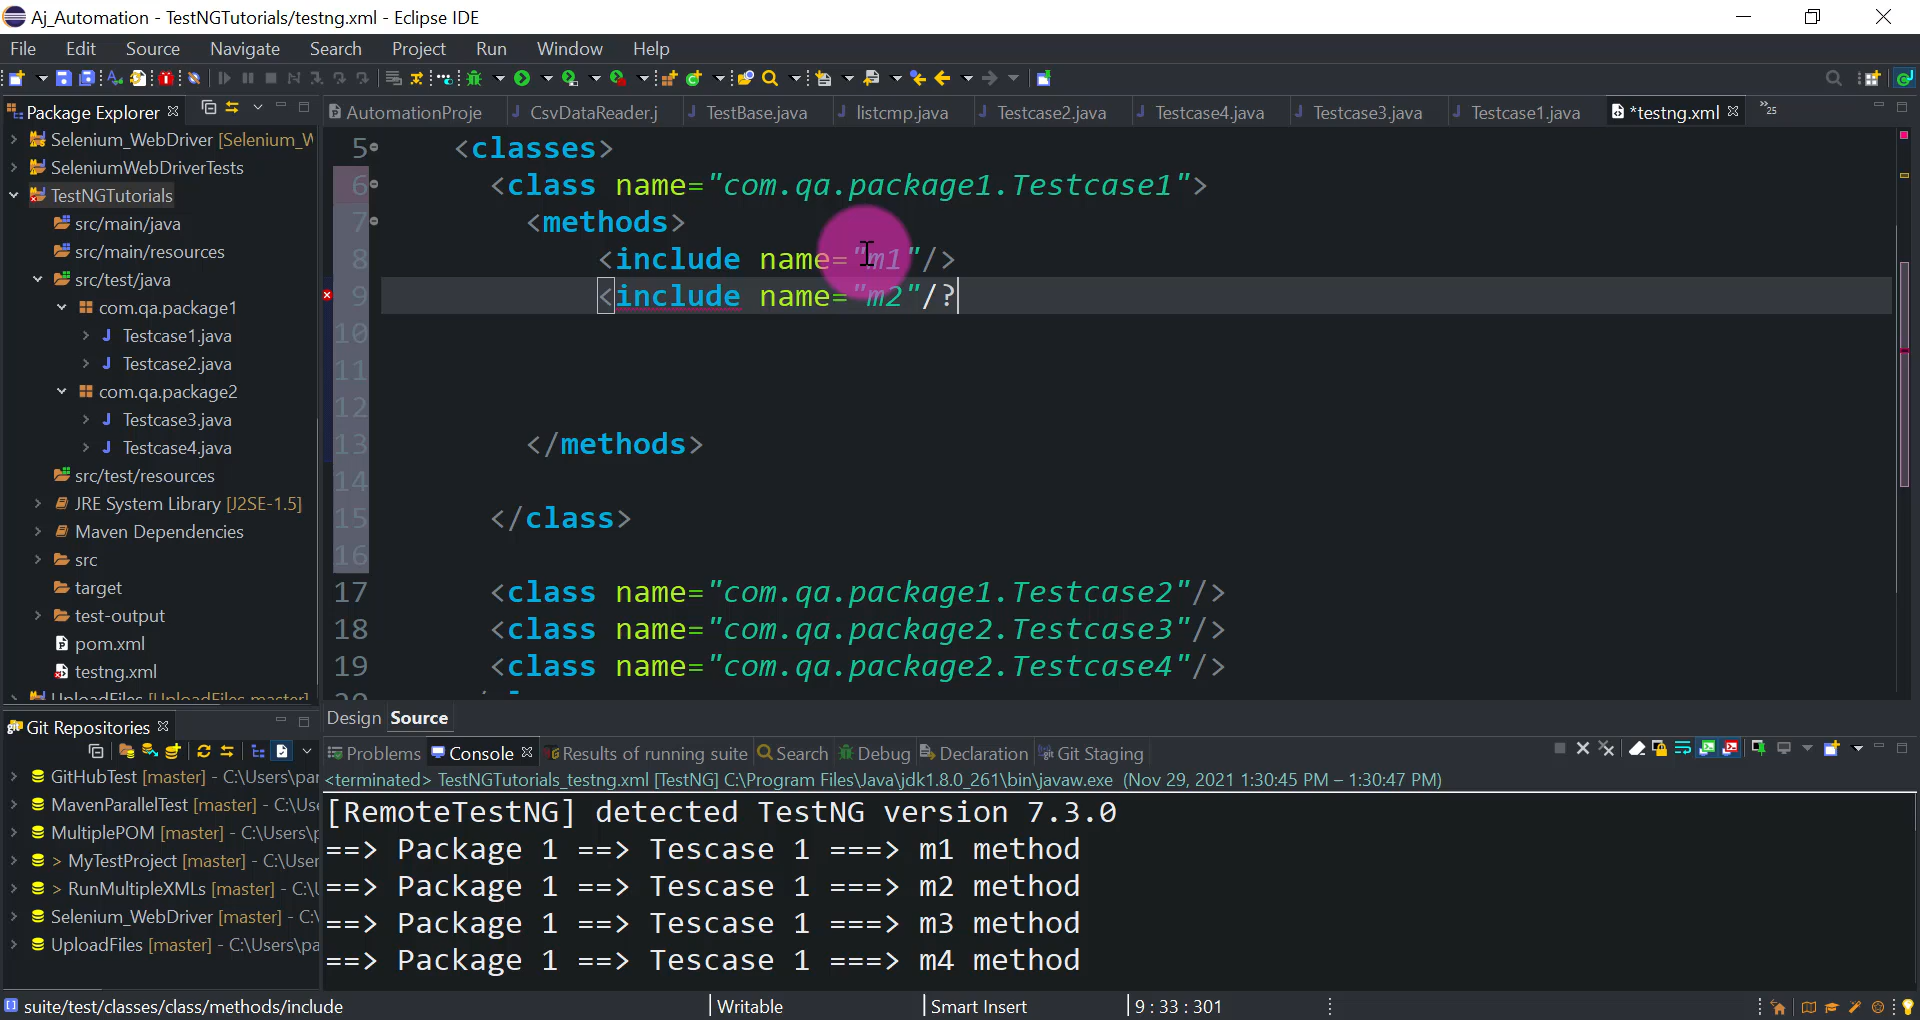 Aj_Automation - TestNGTutorials/testng.xml - Eclipse IDE
File Edit Source Navigate Search Project Run Window Help
Package Explorer
Selenium_WebDriver [Selenium_W
SeleniumWebDriverTests
TestNGTutorials
src/main/java
src/main/resources
src/test/java
com.qa.package1
Testcase1.java
Testcase2.java
com.qa.package2
Testcase3.java
Testcase4.java
src/test/resources
JRE System Library [J2SE-1.5]
Maven Dependencies
src
target
test-output
pom.xml
testng.xml
UploadFiles [UploadFiles master]
AutomationProje CsvDataReader.j TestBase.java listcmp.java Testcase2.java Testcase4.java Testcase3.java Testcase1.java *testng.xml »25
5 <classes>
6 <class name="com.qa.package1.Testcase1">
7 <methods>
8 <include name="m1"/>
9 <include name="m2"/?
10
11
12
13 </methods>
14
15 </class>
16
17 <class name="com.qa.package1.Testcase2"/>
18 <class name="com.qa.package2.Testcase3"/>
19 <class name="com.qa.package2.Testcase4"/>
Design Source
Git Repositories
GitHubTest [master] - C:\Users\par
MavenParallelTest [master] - C:\Use
MultiplePOM [master] - C:\Users\p
> MyTestProject [master] - C:\User
> RunMultipleXMLs [master] - C:\U
Selenium_WebDriver [master] - C:\
UploadFiles [master] - C:\Users\pa
Problems Console Results of running suite Search Debug Declaration Git Staging
<terminated> TestNGTutorials_testng.xml [TestNG] C:\Program Files\Java\jdk1.8.0_261\bin\javaw.exe (Nov 29, 2021 1:30:45 PM – 1:30:47 PM)
[RemoteTestNG] detected TestNG version 7.3.0
==> Package 1 ==> Tescase 1 ===> m1 method
==> Package 1 ==> Tescase 1 ===> m2 method
==> Package 1 ==> Tescase 1 ===> m3 method
==> Package 1 ==> Tescase 1 ===> m4 method
suite/test/classes/class/methods/include Writable Smart Insert 9 : 33 : 301